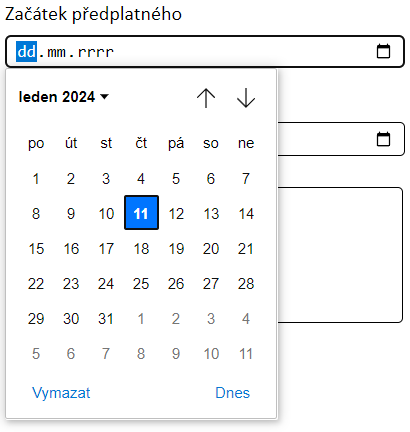 Začátek předplatného
dd.mm.rrrr
leden 2024
po út st čt pá so ne
1 2 3 4 5 6 7
8 9 10 11 12 13 14
15 16 17 18 19 20 21
22 23 24 25 26 27 28
29 30 31 1 2 3 4
5 6 7 8 9 10 11
Vymazat Dnes